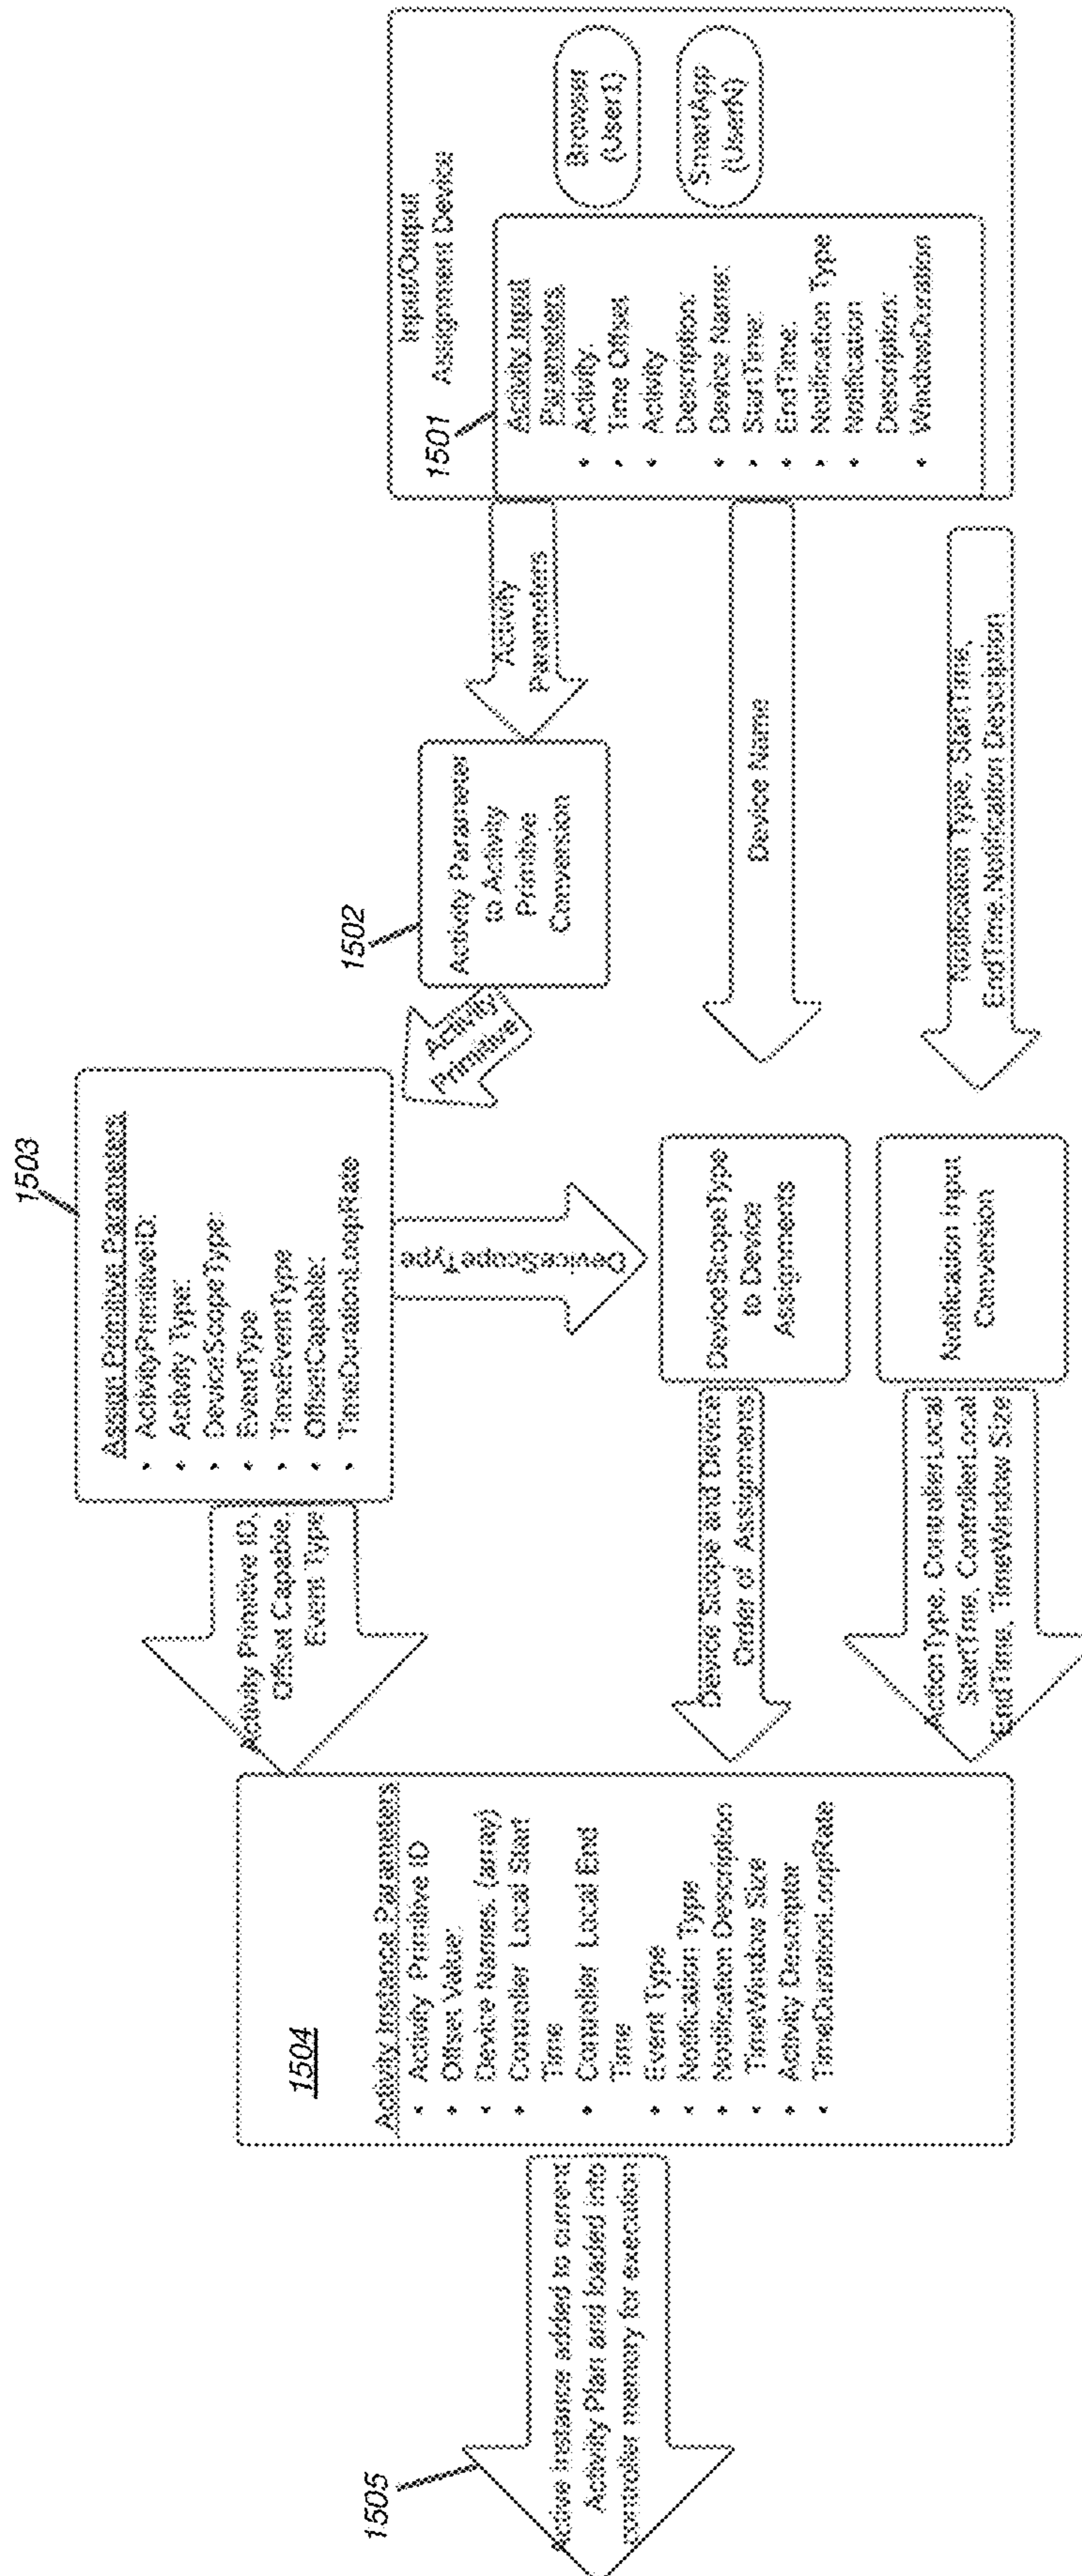 Input/Output
Assignment Device
Browser
(User1)
SmartApp
(UserN)
1501
Activity Input
Parameters
• Activity:
• Time Offset
• Activity
Description:
• Device Name:
• StartTime:
• EndTime:
• Notification Type
• Notification
Description:
• WindowDuration
Activity
Parameters
Device Name
Notification Type, StartTime,
EndTime, Notification Description
1502
Activity Parameter
to Activity
Primitive
Conversion
Activity
Primitive
1503
Assign Primitive Parameters
• ActivityPrimitiveID:
• Activity Type:
• DeviceScopeType:
• EventType
• TimeEventType
• OffsetCapable:
• TimeDurationLoopRate
DeviceScopeType
DeviceScopeType
to Device
Assignments
Notification Input
Conversion
Activity Primitive ID,
Offset Capable,
Event Type
Device Scope and Device
Order of Assignments
ActionType, ControllerLocal
StartTime, ControllerLocal
EndTime, TimeWindow Size
1504
Activity Instance Parameters
• Activity Primitive ID
• Offset Value:
• Device Names: (array)
• Controller Local Start
Time
• Controller Local End
Time
• Event Type
• Notification Type
• Notification Description
• TimeWindow Size
• Activity Descriptor
• TimeDurationLoopRate
1505
Active Instance added to current
Activity Plan and loaded into
controller memory for execution